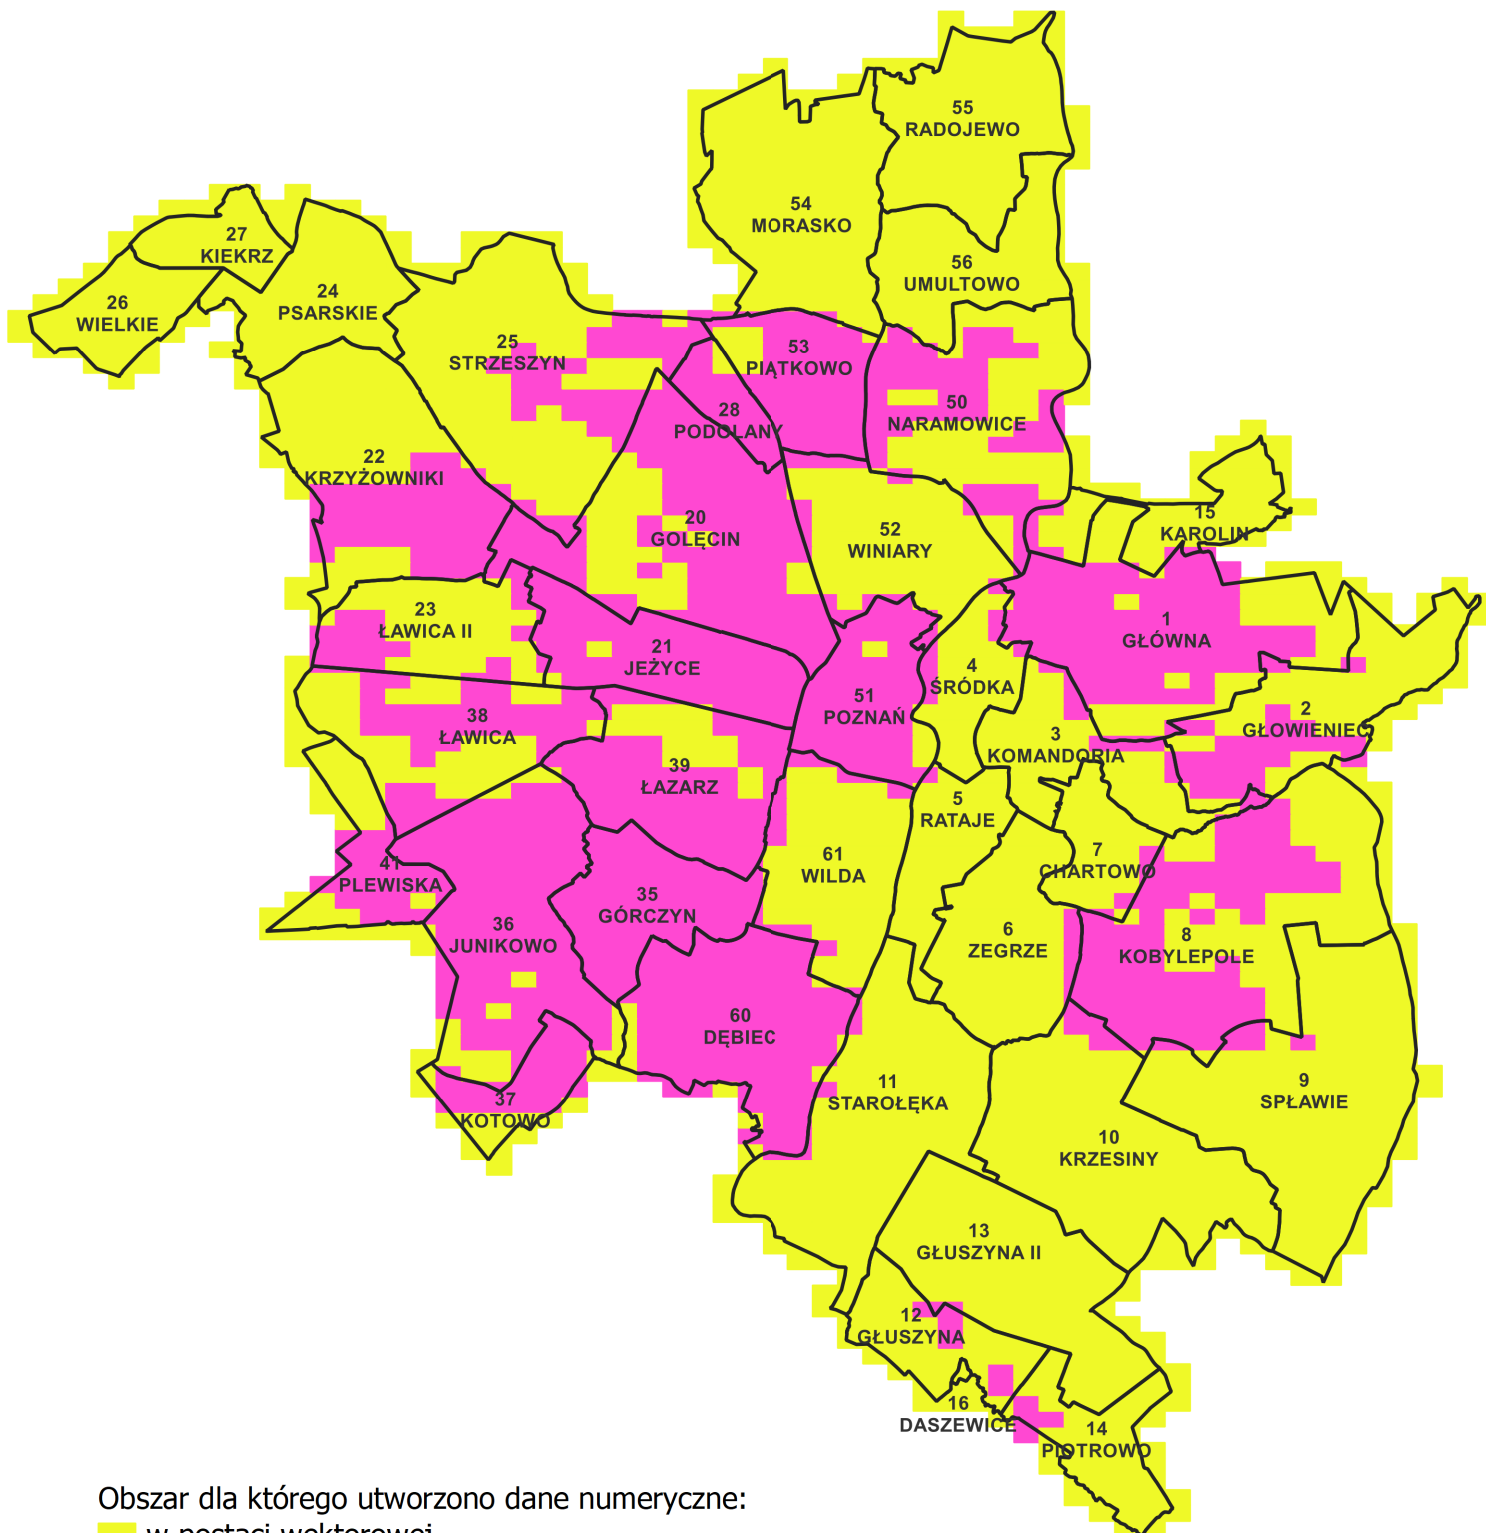 55
RADOJEWO
54
MORASKO
27
KIEKRZ
56
UMULTOWO
24
PSARSKIE
26
WIELKIE
25
STRZESZYN
53
PIĄTKOWO
28
PODOLANY
50
NARAMOWICE
22
KRZYŻOWNIKI
20
GOLĘCIN
52
WINIARY
15
KAROLIN
23
ŁAWICA II
21
JEŻYCE
1
GŁÓWNA
4
ŚRÓDKA
51
POZNAŃ
38
ŁAWICA
2
GŁOWIENIEC
3
KOMANDORIA
39
ŁAZARZ
5
RATAJE
61
WILDA
7
CHARTOWO
41
PLEWISKA
35
GÓRCZYN
36
JUNIKOWO
6
ZEGRZE
8
KOBYLEPOLE
60
DĘBIEC
11
STAROŁĘKA
9
SPŁAWIE
37
KOTOWO
10
KRZESINY
13
GŁUSZYNA II
12
GŁUSZYNA
16
DASZEWICE
14
PIOTROWO
Obszar dla którego utworzono dane numeryczne:
w postaci wektorowej